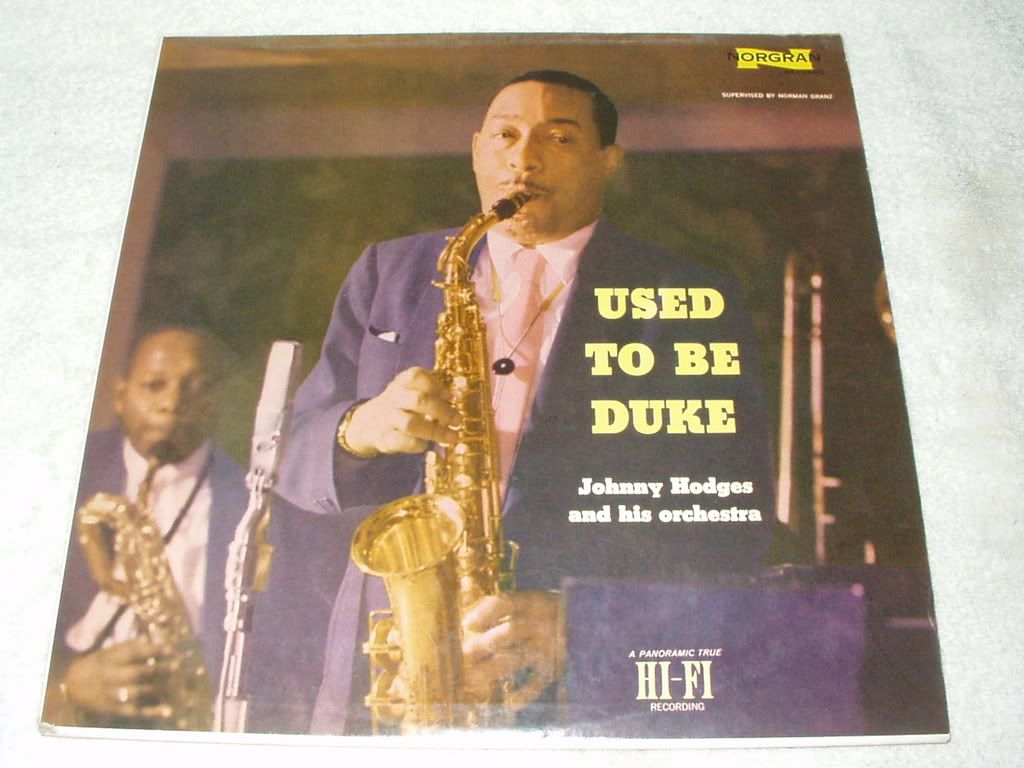 NORGRAN
SUPERVISED BY NORMAN GRANZ
USED
TO BE
DUKE
Johnny Hodges
and his orchestra
A PANORAMIC TRUE
HI-FI
RECORDING